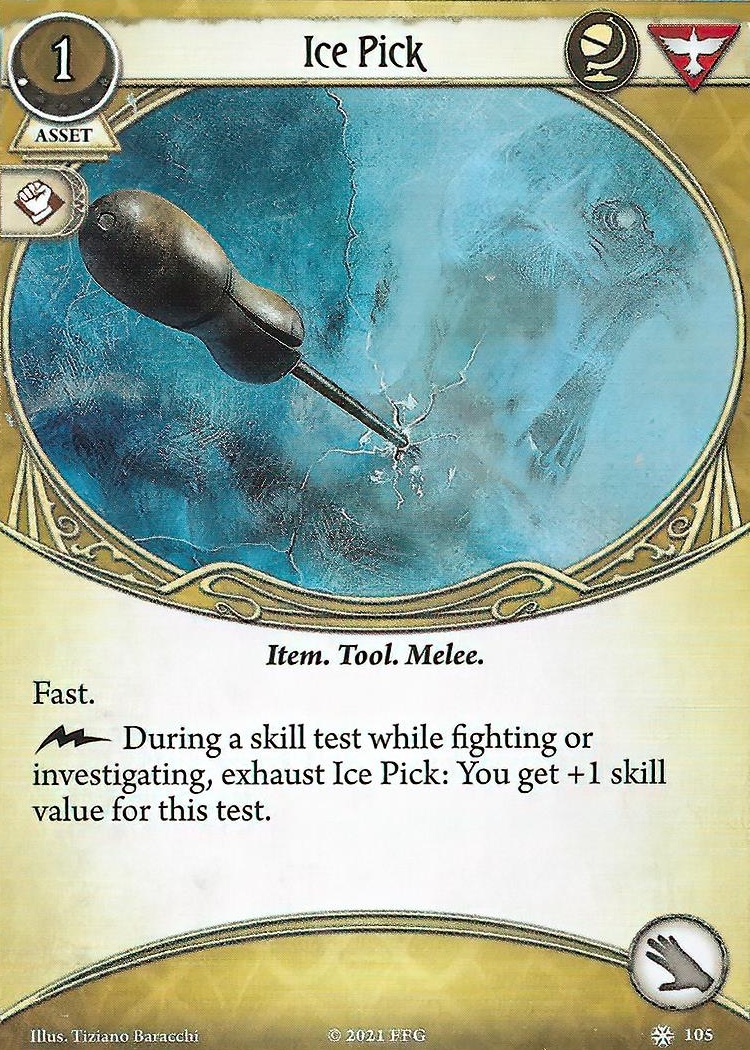 1
Ice Pick
ASSET
Item. Tool. Melee.
Fast.
During a skill test while fighting or
investigating, exhaust Ice Pick: You get +1 skill
value for this test.
Illus. Tiziano Baracchi
© 2021 FFG
105